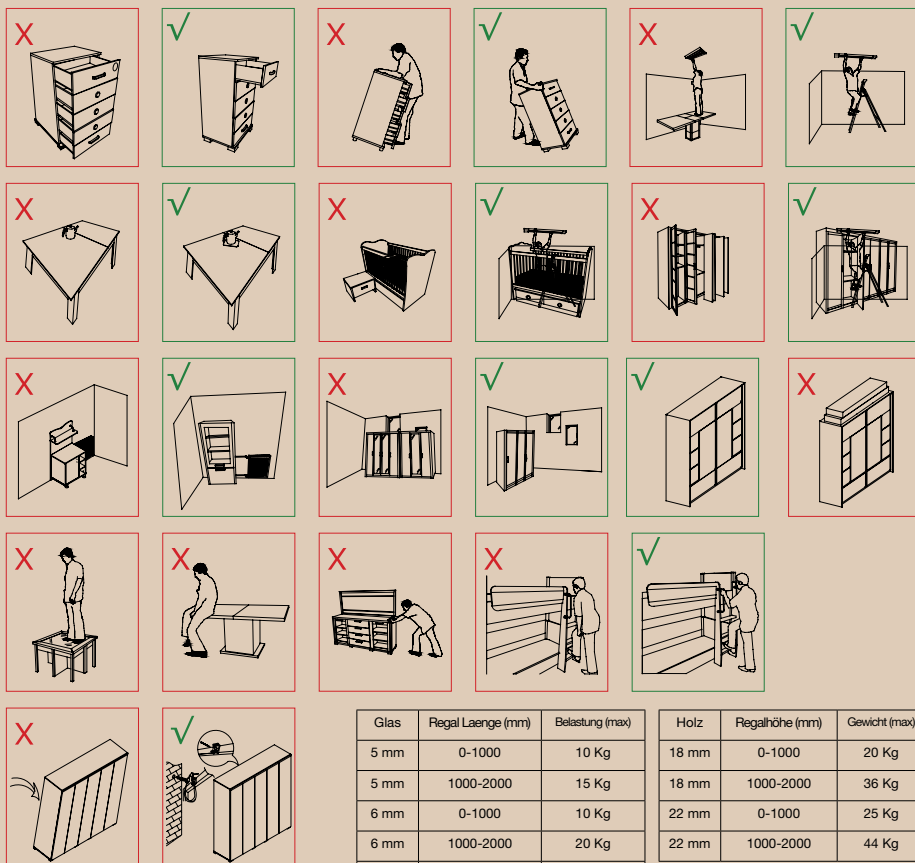 X √ X √ X √
X √ X √ X √
X √ X √ √ X
X X X X √
X √
Glas Regal Laenge (mm) Belastung (max)
5 mm 0-1000 10 Kg
5 mm 1000-2000 15 Kg
6 mm 0-1000 10 Kg
6 mm 1000-2000 20 Kg
Holz Regalhöhe (mm) Gewicht (max)
18 mm 0-1000 20 Kg
18 mm 1000-2000 36 Kg
22 mm 0-1000 25 Kg
22 mm 1000-2000 44 Kg